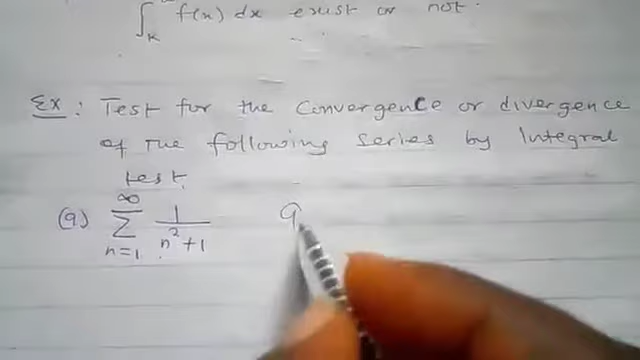 ∫_K^∞ f(x) dx exist or not.
Ex: Test for the convergence or divergence
of the following series by Integral
test.
(a) ∑_{n=1}^{∞} 1/(n²+1) a